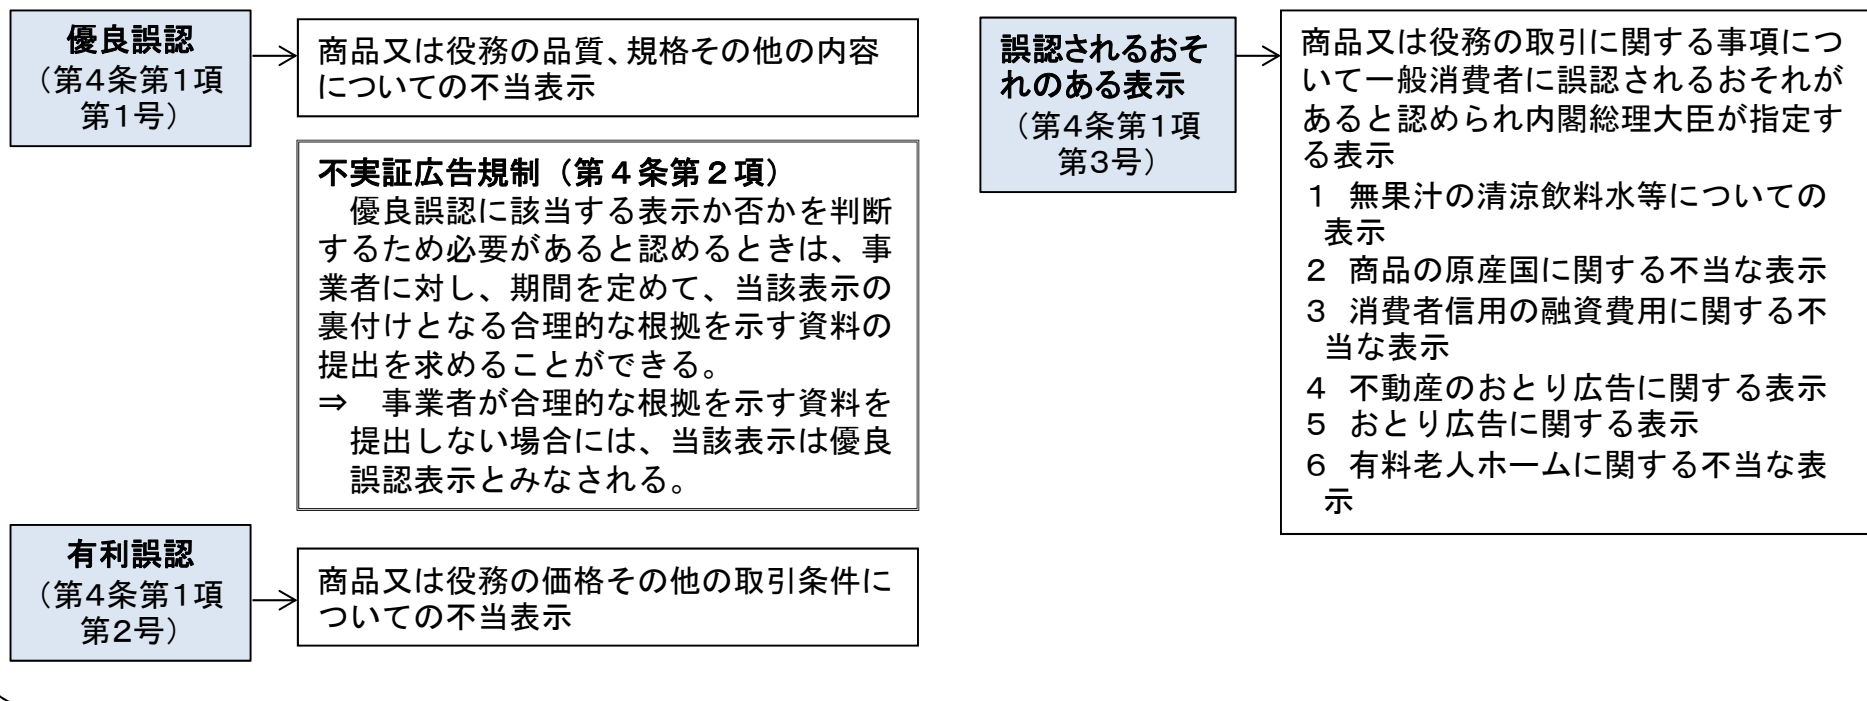 優良誤認
（第4条第1項
第1号）
商品又は役務の品質、規格その他の内容
についての不当表示
不実証広告規制（第４条第２項）
優良誤認に該当する表示か否かを判断
するため必要があると認めるときは、事
業者に対し、期間を定めて、当該表示の
裏付けとなる合理的な根拠を示す資料の
提出を求めることができる。
⇒　事業者が合理的な根拠を示す資料を
提出しない場合には、当該表示は優良
誤認表示とみなされる。
有利誤認
（第4条第1項
第2号）
商品又は役務の価格その他の取引条件に
ついての不当表示
誤認されるおそ
れのある表示
（第4条第1項
第3号）
商品又は役務の取引に関する事項につ
いて一般消費者に誤認されるおそれが
あると認められ内閣総理大臣が指定す
る表示
１　無果汁の清涼飲料水等についての
表示
２　商品の原産国に関する不当な表示
３　消費者信用の融資費用に関する不
当な表示
４　不動産のおとり広告に関する表示
５　おとり広告に関する表示
６　有料老人ホームに関する不当な表
示